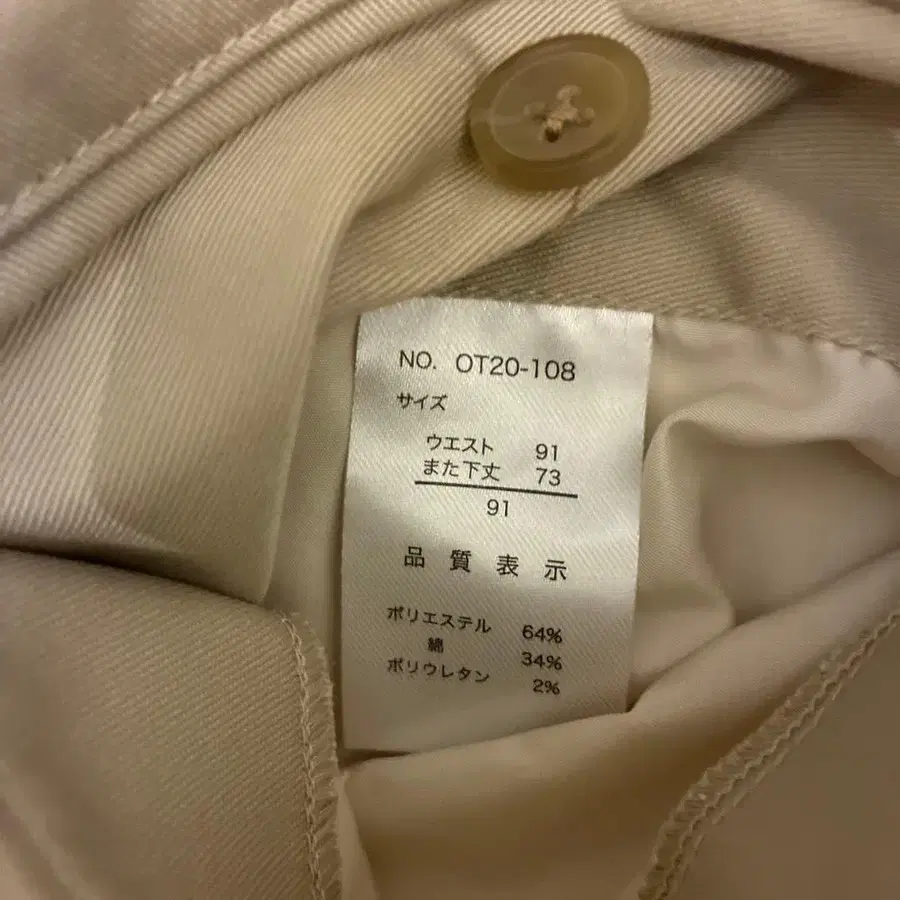 NO. OT20-108
サイズ
ウエスト 91
また下丈 73
91
品質表示
ポリエステル 64%
綿 34%
ポリウレタン 2%